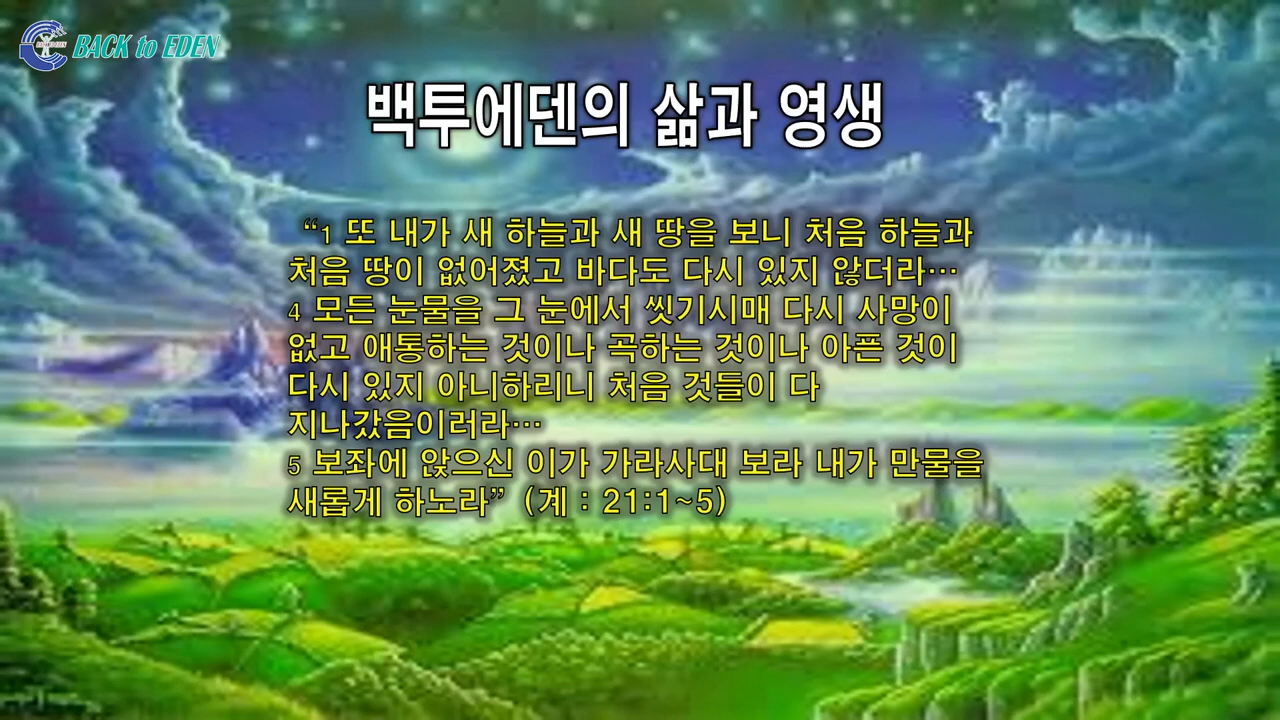 BACK to EDEN
백투에덴의 삶과 영생
“1 또 내가 새 하늘과 새 땅을 보니 처음 하늘과
처음 땅이 없어졌고 바다도 다시 있지 않더라…
4 모든 눈물을 그 눈에서 씻기시매 다시 사망이
없고 애통하는 것이나 곡하는 것이나 아픈 것이
다시 있지 아니하리니 처음 것들이 다
지나갔음이러라…
5 보좌에 앉으신 이가 가라사대 보라 내가 만물을
새롭게 하노라” (계 : 21:1~5)